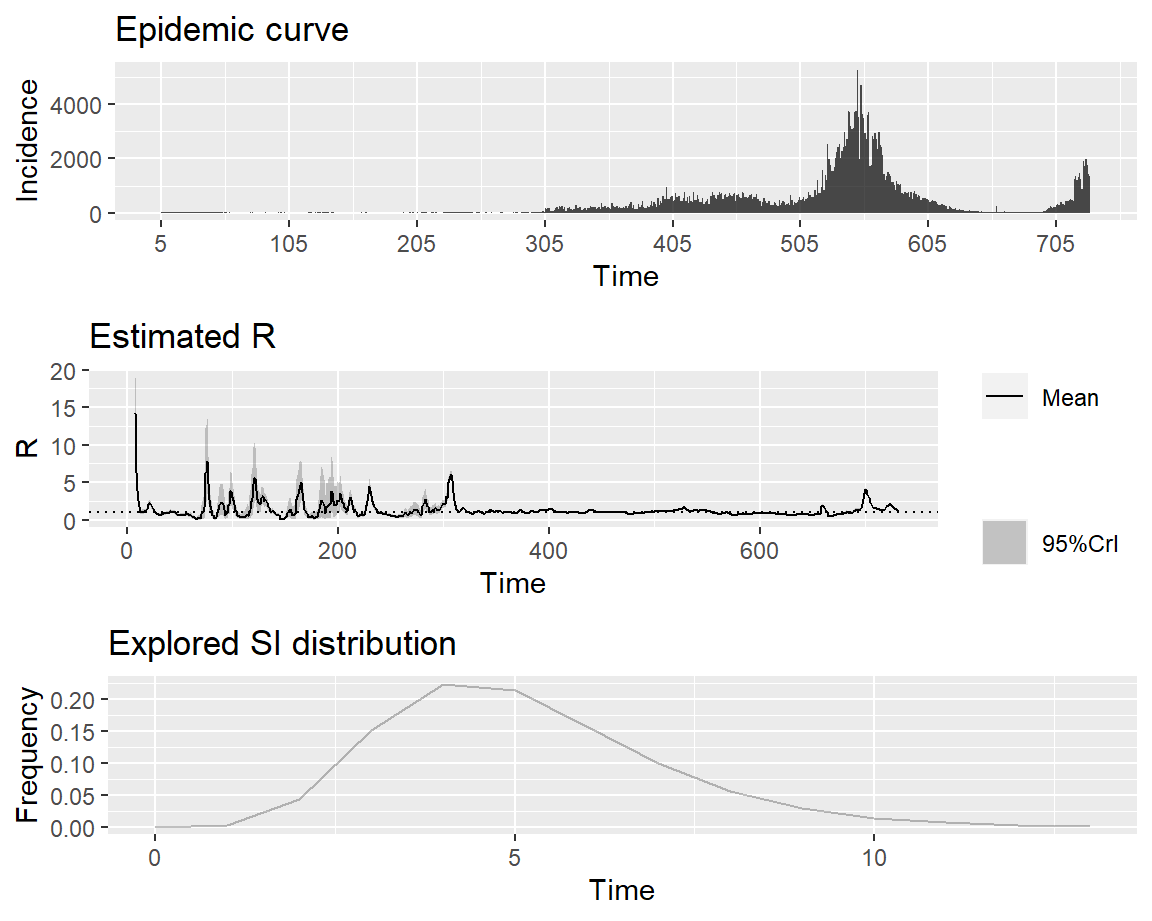 Epidemic curve
Incidence
4000
2000
0
5 105 205 305 405 505 605 705
Time
Estimated R
R
20
15
10
5
0
0 200 400 600
Time
Mean
95%CrI
Explored SI distribution
Frequency
0.20
0.15
0.10
0.05
0.00
0 5 10
Time